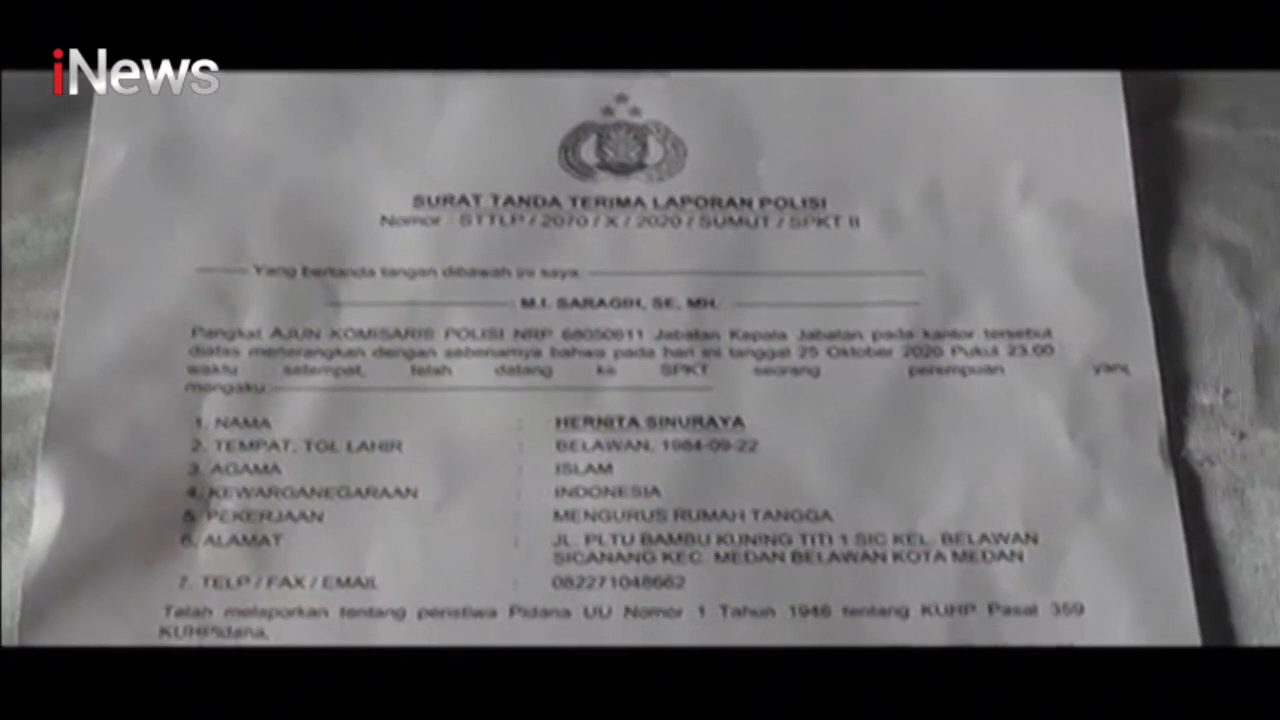 iNews
SURAT TANDA TERIMA LAPORAN POLISI
Nomor : STTLP / 2070 / X / 2020 / SUMUT / SPKT II
Yang bertanda tangan dibawah ini saya
M.I. SARAGIH, SE, MH.
Pangkat AJUN KOMISARIS POLISI NRP 68050611 Jabatan Kepala Jabatan pada kantor tersebut
diatas menerangkan dengan sebenarnya bahwa pada hari ini tanggal 25 Oktober 2020 Pukul 23.00
waktu setempat, telah datang ke SPKT seorang perempuan yang
mengaku
1. NAMA : HERNITA SINURAYA
2. TEMPAT, TGL LAHIR : BELAWAN, 1984-09-22
3. AGAMA : ISLAM
4. KEWARGANEGARAAN : INDONESIA
5. PEKERJAAN : MENGURUS RUMAH TANGGA
6. ALAMAT : JL. PLTU BAMBU KUNING TITI 1 SIC KEL. BELAWAN
SICANANG KEC. MEDAN BELAWAN KOTA MEDAN
7. TELP / FAX / EMAIL : 082271048662
Telah melaporkan tentang peristiwa Pidana UU Nomor 1 Tahun 1946 tentang KUHP Pasal 359
KUHPidana,